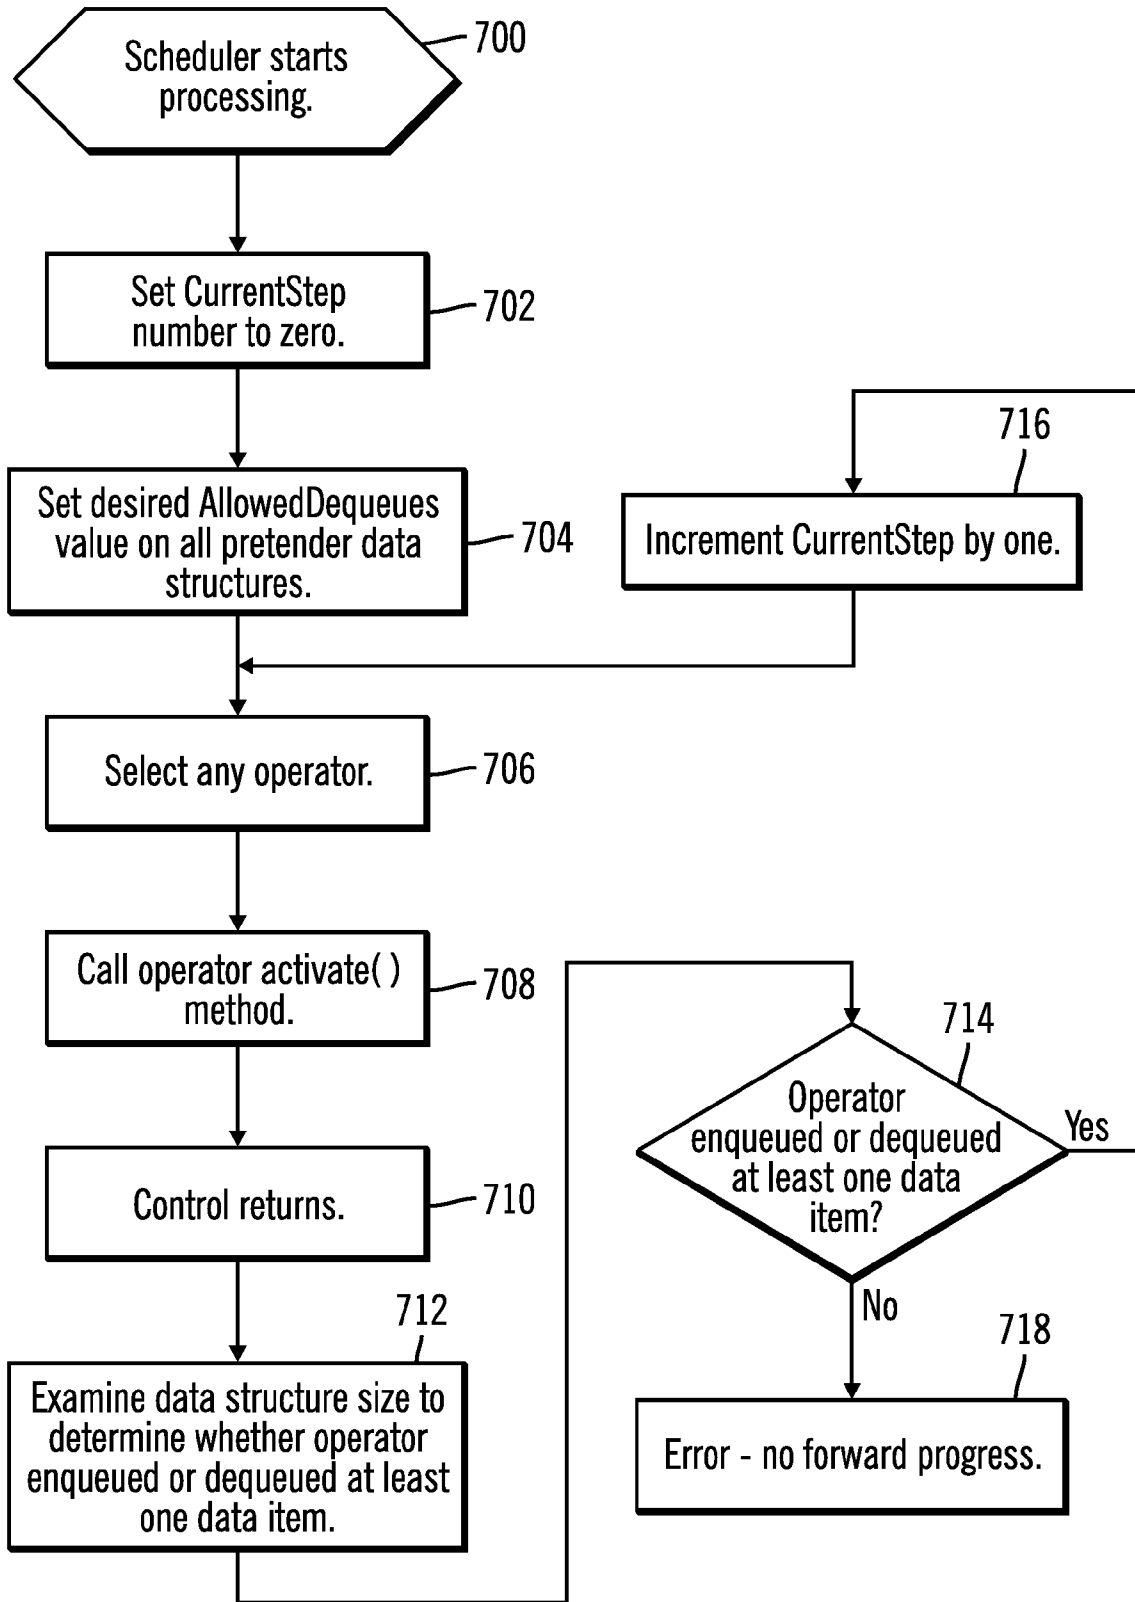 Scheduler starts
processing.
700
Set CurrentStep
number to zero.
702
Set desired AllowedDequeues
value on all pretender data
structures.
704
716
Increment CurrentStep by one.
Select any operator.
706
Call operator activate( )
method.
708
Control returns.
710
712
Examine data structure size to
determine whether operator
enqueued or dequeued at least
one data item.
714
Operator
enqueued or dequeued
at least one data
item?
Yes
No
718
Error - no forward progress.